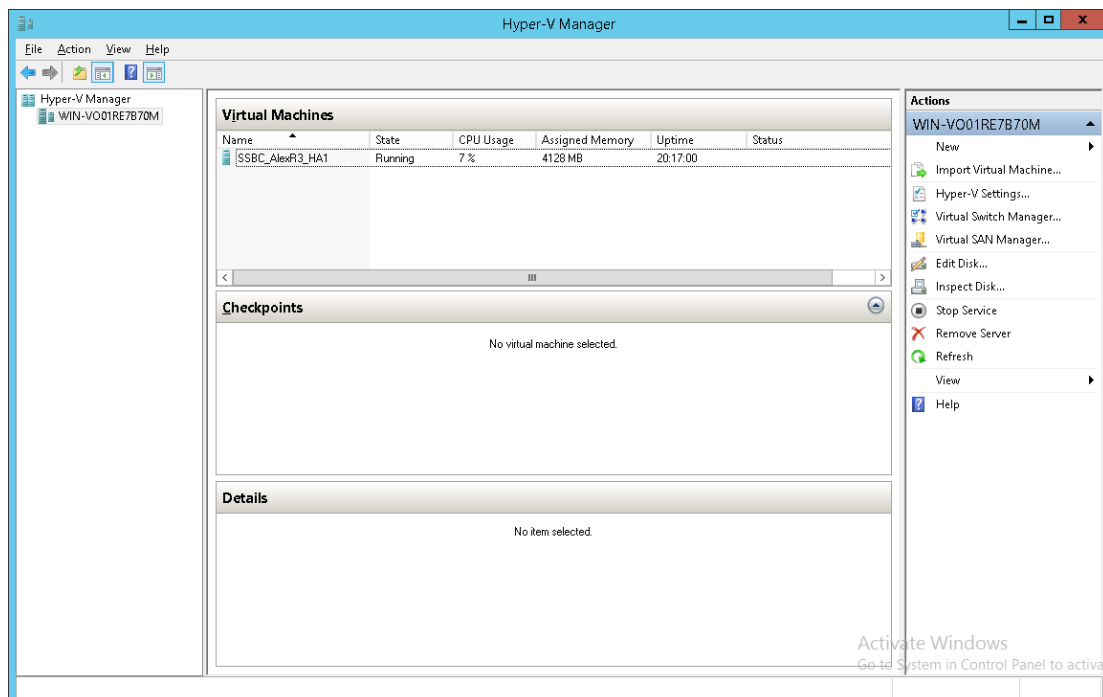 Hyper-V Manager
File Action View Help
Hyper-V Manager
WIN-VO01RE7B70M
Virtual Machines
Name State CPU Usage Assigned Memory Uptime Status
SSBC_AlexR3_HA1 Running 7 % 4128 MB 20:17:00
Checkpoints
No virtual machine selected.
Details
No item selected.
Actions
WIN-VO01RE7B70M
New
Import Virtual Machine...
Hyper-V Settings...
Virtual Switch Manager...
Virtual SAN Manager...
Edit Disk...
Inspect Disk...
Stop Service
Remove Server
Refresh
View
Help
Activate Windows
Go to System in Control Panel to activa